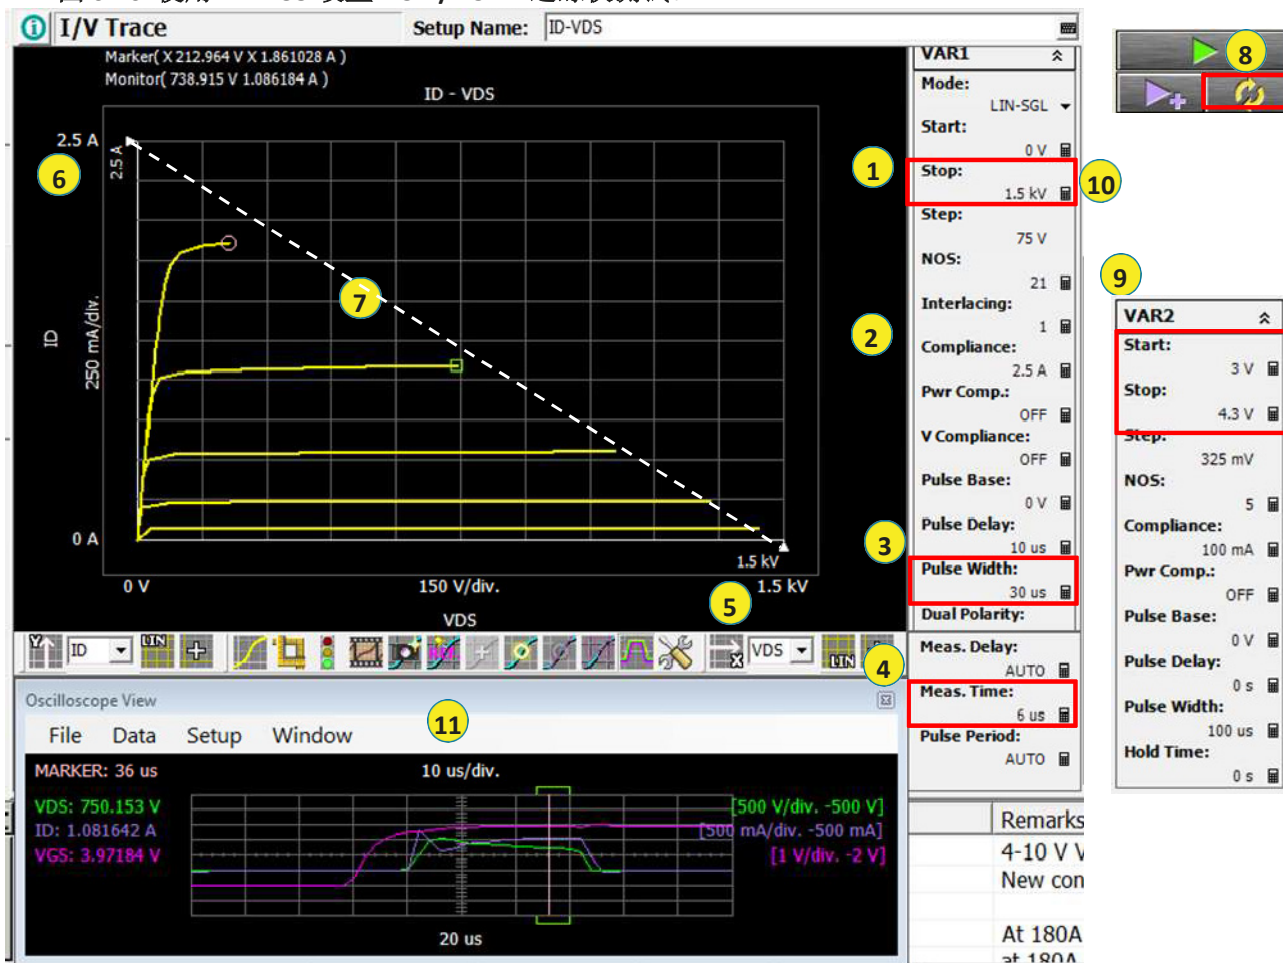 I/V Trace
Setup Name: ID-VDS
Marker( X 212.964 V X 1.861028 A )
Monitor( 738.915 V 1.086184 A )
ID - VDS
2.5 A
2.5 A
ID
250 mA/div.
0 A
1.5 kV
0 V
150 V/div.
1.5 kV
VDS
1
2
3
4
5
6
7
8
9
10
11
VAR1
Mode:
LIN-SGL
Start:
0 V
Stop:
1.5 kV
Step:
75 V
NOS:
21
Interlacing:
1
Compliance:
2.5 A
Pwr Comp.:
OFF
V Compliance:
OFF
Pulse Base:
0 V
Pulse Delay:
10 us
Pulse Width:
30 us
Dual Polarity:
Meas. Delay:
AUTO
Meas. Time:
6 us
Pulse Period:
AUTO
VAR2
Start:
3 V
Stop:
4.3 V
Step:
325 mV
NOS:
5
Compliance:
100 mA
Pwr Comp.:
OFF
Pulse Base:
0 V
Pulse Delay:
0 s
Pulse Width:
100 us
Hold Time:
0 s
Y
ID
LIN
X
VDS
LIN
Oscilloscope View
File Data Setup Window
MARKER: 36 us
10 us/div.
VDS: 750.153 V
[500 V/div. -500 V]
ID: 1.081642 A
[500 mA/div. -500 mA]
VGS: 3.97184 V
[1 V/div. -2 V]
20 us
Remarks
4-10 V V
New con
At 180A
at 180A